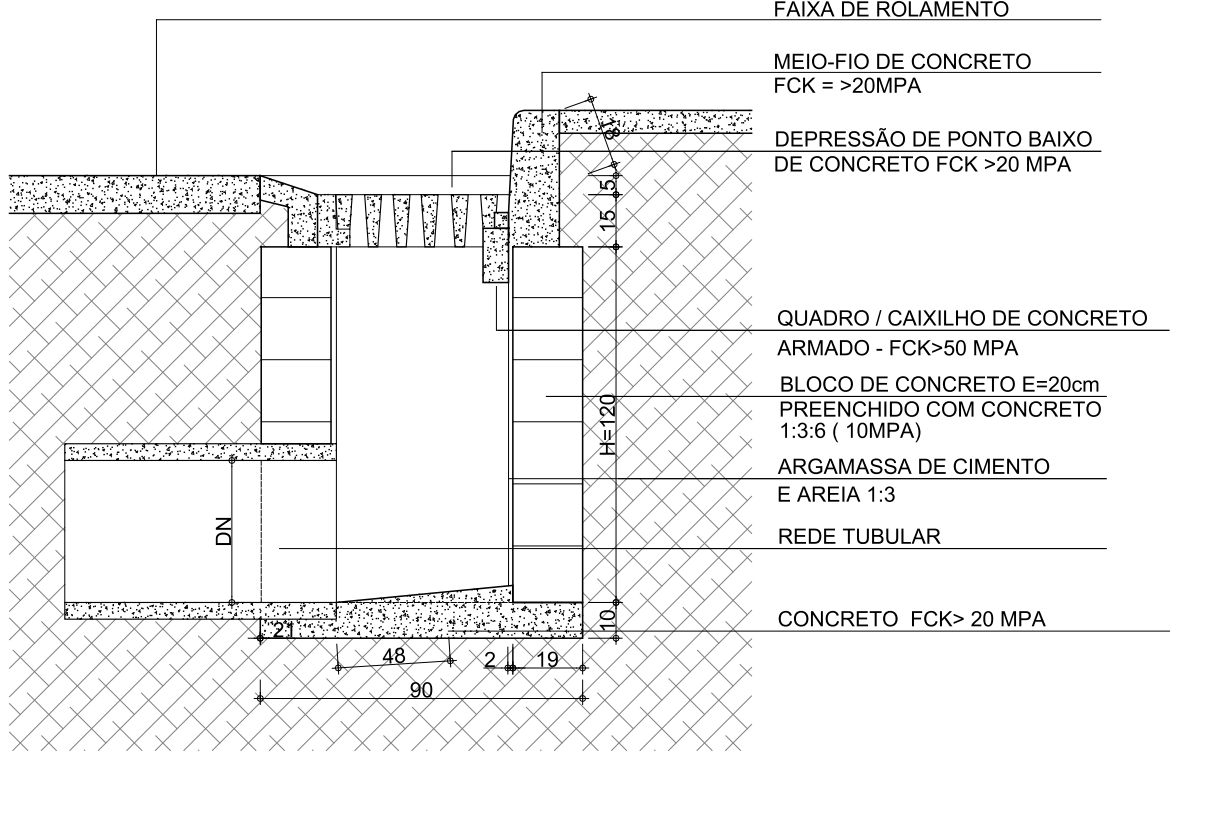 FAIXA DE ROLAMENTO
MEIO-FIO DE CONCRETO
FCK = >20MPA
DEPRESSÃO DE PONTO BAIXO
DE CONCRETO FCK >20 MPA
18
5
15
QUADRO / CAIXILHO DE CONCRETO
ARMADO - FCK>50 MPA
BLOCO DE CONCRETO E=20cm
PREENCHIDO COM CONCRETO
1:3:6 ( 10MPA)
H=120
ARGAMASSA DE CIMENTO
E AREIA 1:3
DN
REDE TUBULAR
CONCRETO FCK> 20 MPA
10
21
48
2
19
90